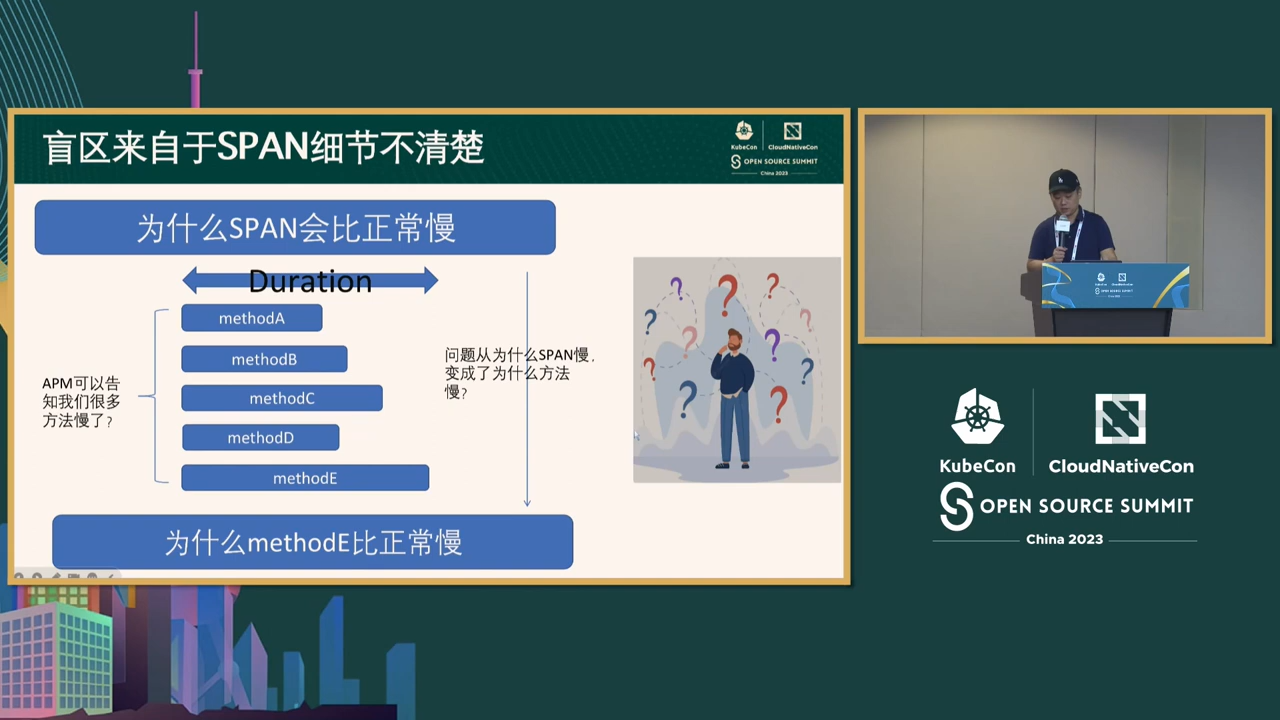 盲区来自于SPAN细节不清楚
KubeCon
CloudNativeCon
OPEN SOURCE SUMMIT
China 2023
为什么SPAN会比正常慢
Duration
methodA
methodB
methodC
methodD
methodE
APM可以告
知我们很多
方法慢了?
问题从为什么SPAN慢,
变成了为什么方法
慢?
为什么methodE比正常慢
KubeCon
CloudNativeCon
OPEN SOURCE SUMMIT
China 2023